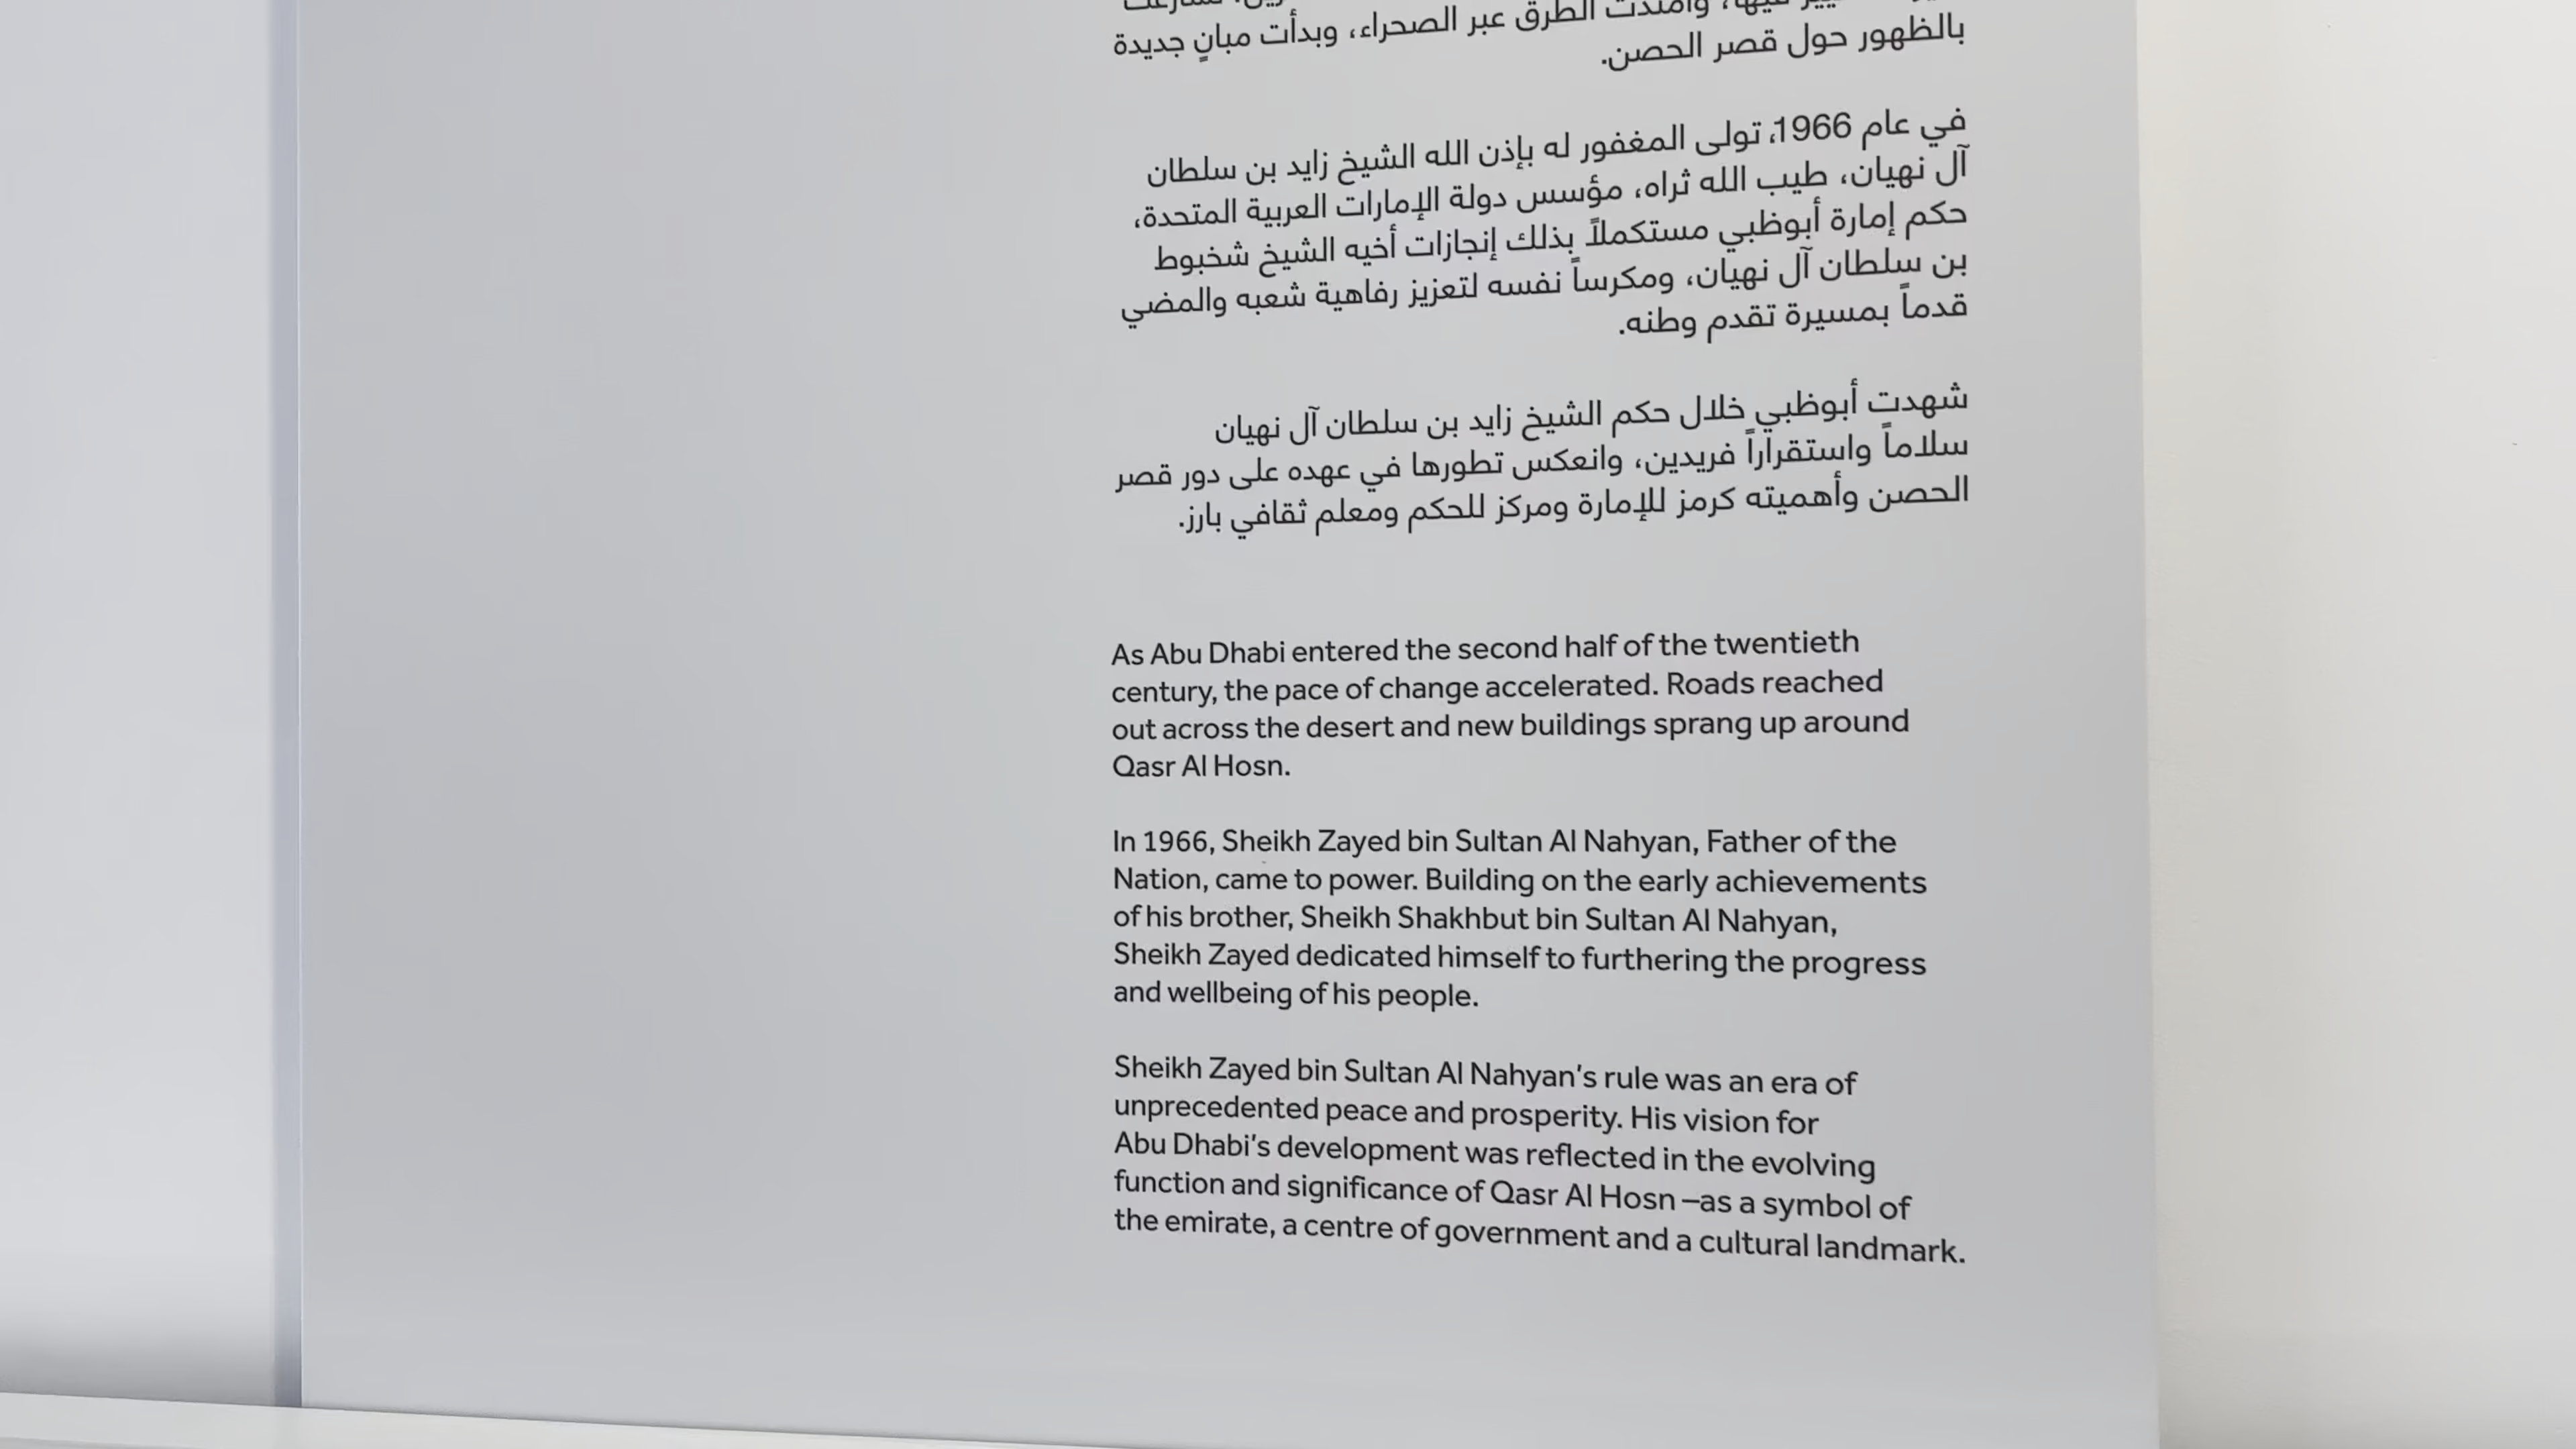 الطرق عبر الصحراء، وبدأت مبانٍ جديدة
بالظهور حول قصر الحصن.
في عام 1966، تولى المغفور له بإذن الله الشيخ زايد بن سلطان
آل نهيان، طيب الله ثراه، مؤسس دولة الإمارات العربية المتحدة،
حكم إمارة أبوظبي مستكملاً بذلك إنجازات أخيه الشيخ شخبوط
بن سلطان آل نهيان، ومكرساً نفسه لتعزيز رفاهية شعبه والمضي
قدماً بمسيرة تقدم وطنه.
شهدت أبوظبي خلال حكم الشيخ زايد بن سلطان آل نهيان
سلاماً واستقراراً فريدين، وانعكس تطورها في عهده على دور قصر
الحصن وأهميته كرمز للإمارة ومركز للحكم ومعلم ثقافي بارز.
As Abu Dhabi entered the second half of the twentieth
century, the pace of change accelerated. Roads reached
out across the desert and new buildings sprang up around
Qasr Al Hosn.
In 1966, Sheikh Zayed bin Sultan Al Nahyan, Father of the
Nation, came to power. Building on the early achievements
of his brother, Sheikh Shakhbut bin Sultan Al Nahyan,
Sheikh Zayed dedicated himself to furthering the progress
and wellbeing of his people.
Sheikh Zayed bin Sultan Al Nahyan's rule was an era of
unprecedented peace and prosperity. His vision for
Abu Dhabi's development was reflected in the evolving
function and significance of Qasr Al Hosn –as a symbol of
the emirate, a centre of government and a cultural landmark.